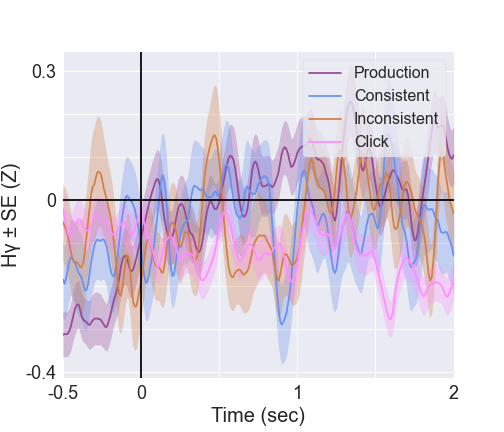 Hγ ± SE (Z)
0.3
0
-0.4
Production
Consistent
Inconsistent
Click
-0.5
0
1
2
Time (sec)